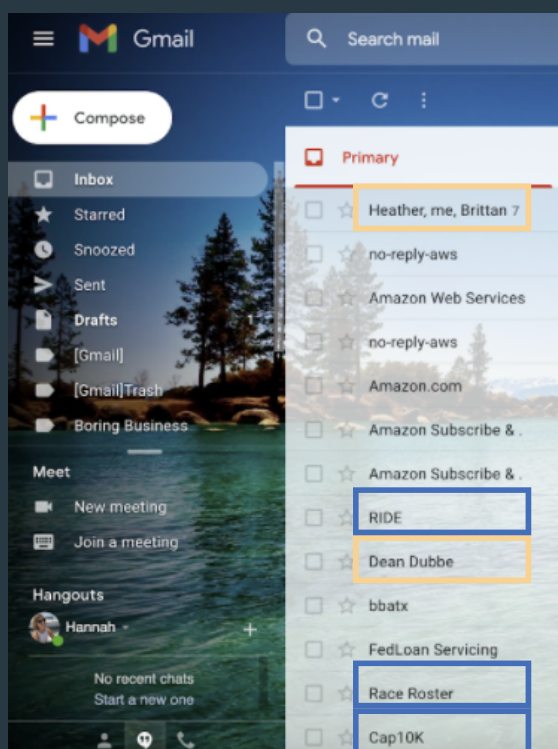 Gmail
Search mail
Compose
Inbox
Starred
Snoozed
Sent
Drafts 1
[Gmail]
[Gmail]Trash
Boring Business
Meet
New meeting
Join a meeting
Hangouts
Hannah
No recent chats
Start a new one
Primary
Heather, me, Brittan 7
no-reply-aws
Amazon Web Services
no-reply-aws
Amazon.com
Amazon Subscribe & .
Amazon Subscribe & .
RIDE
Dean Dubbe
bbatx
FedLoan Servicing
Race Roster
Cap10K